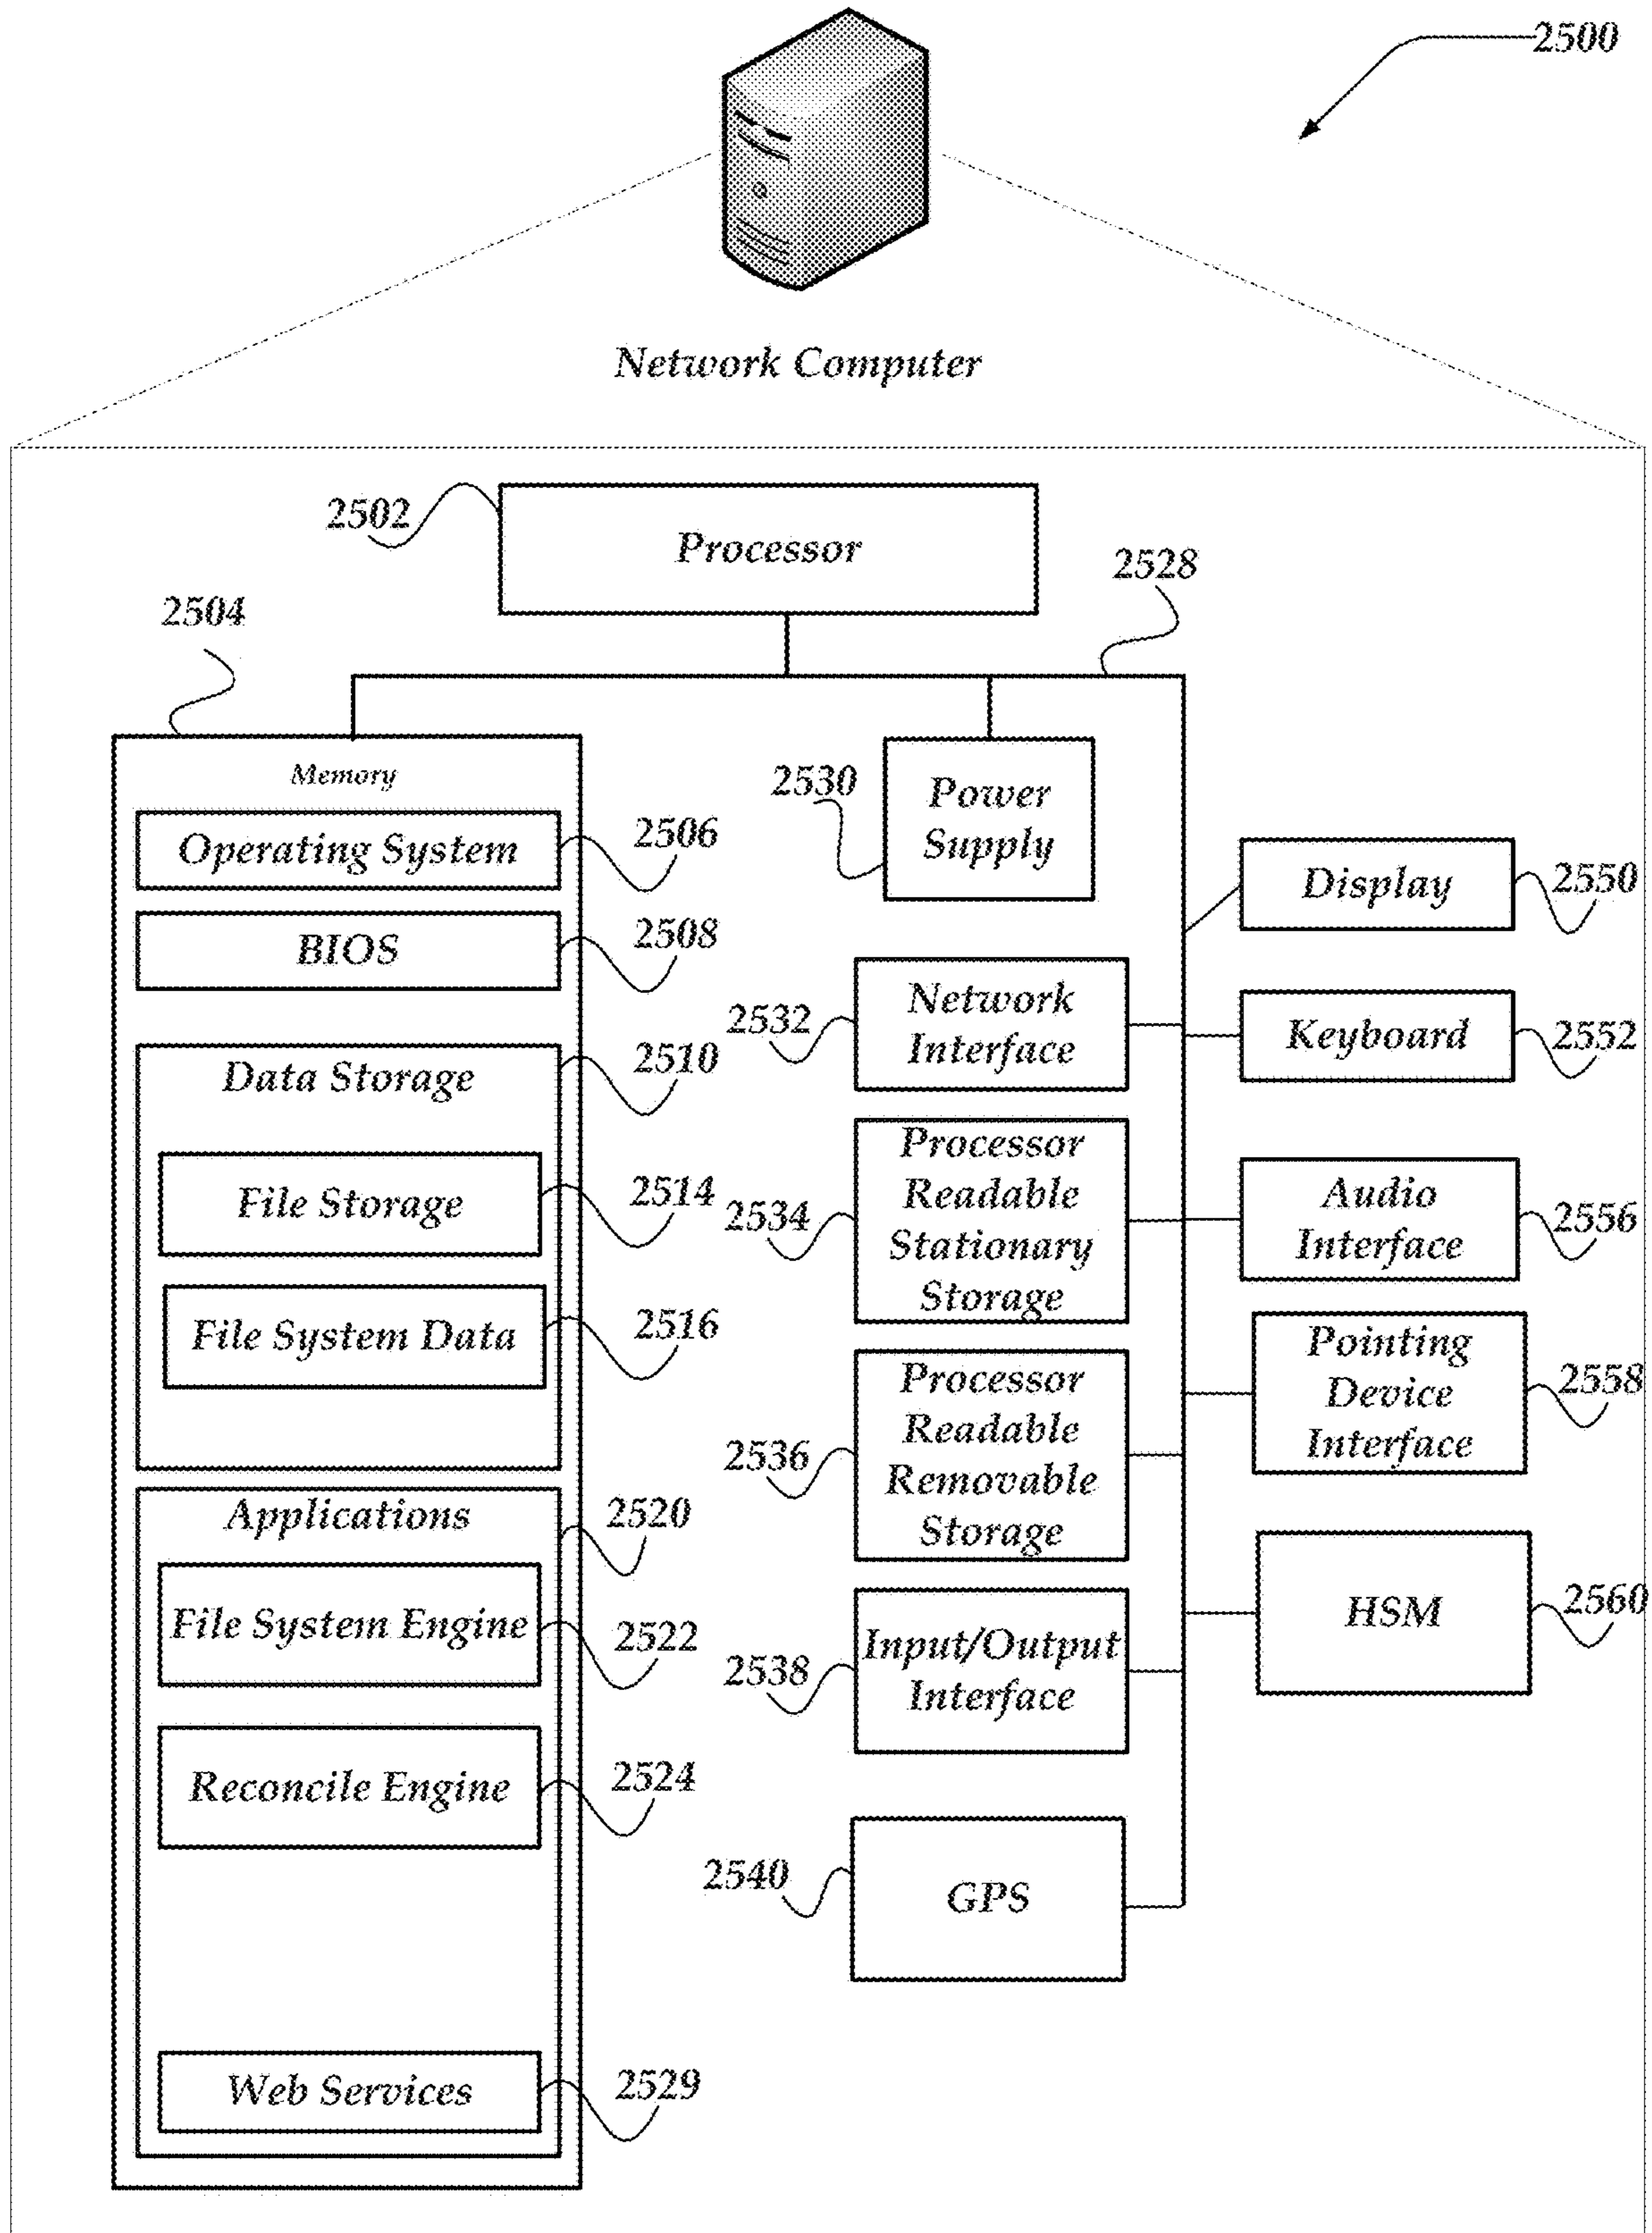 2500
Network Computer
2502
Processor
2528
2504
Memory
Operating System
2506
BIOS
2508
Data Storage
2510
File Storage
2514
File System Data
2516
Applications
2520
File System Engine
2522
Reconcile Engine
2524
Web Services
2529
2530
Power
Supply
2532
Network
Interface
2534
Processor
Readable
Stationary
Storage
2536
Processor
Readable
Removable
Storage
2538
Input/Output
Interface
2540
GPS
Display
2550
Keyboard
2552
Audio
Interface
2556
Pointing
Device
Interface
2558
HSM
2560